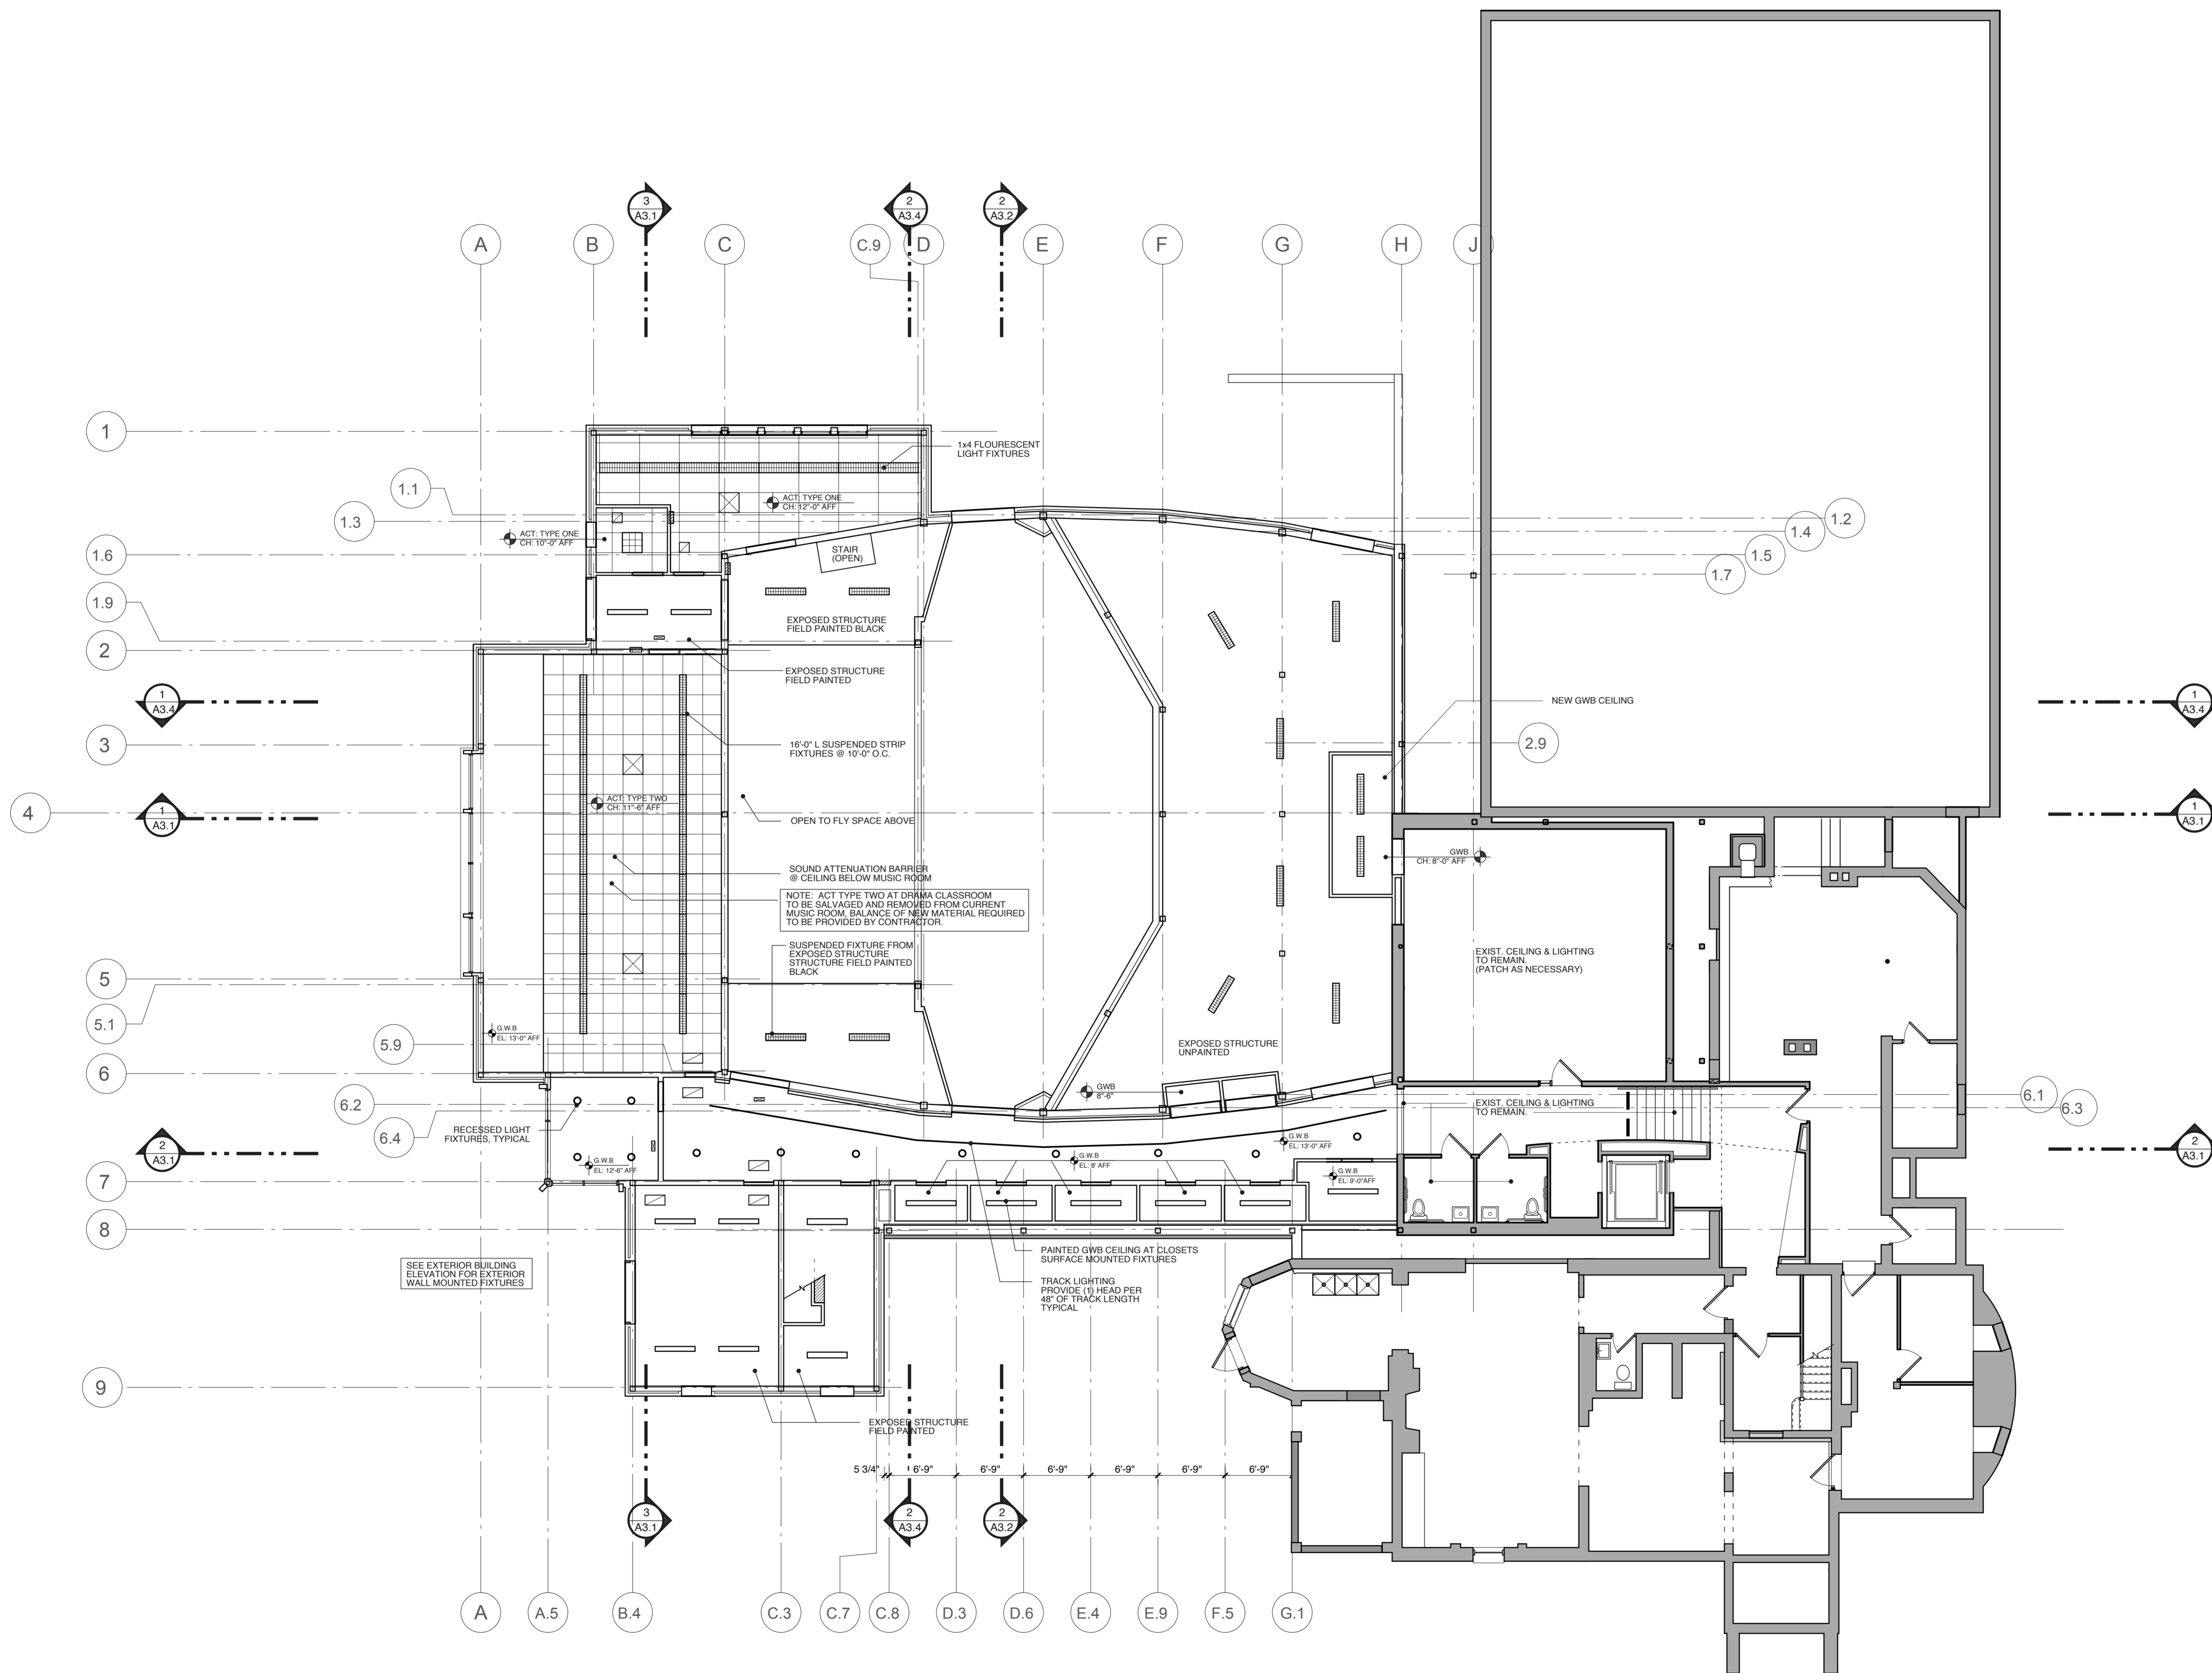 3
A3.1
2
A3.4
2
A3.2
A
B
C
C.9
D
E
F
G
H
J
1
1.1
1.3
1.6
1.9
2
1
A3.4
3
4
1
A3.1
5
5.1
5.9
6
6.2
6.4
2
A3.1
7
8
9
1x4 FLOURESCENT
LIGHT FIXTURES
ACT: TYPE ONE
CH: 12"-0" AFF
ACT: TYPE ONE
CH: 10"-0" AFF
STAIR
(OPEN)
EXPOSED STRUCTURE
FIELD PAINTED BLACK
EXPOSED STRUCTURE
FIELD PAINTED
16'-0" L SUSPENDED STRIP
FIXTURES @ 10'-0" O.C.
ACT: TYPE TWO
CH: 11"-6" AFF
OPEN TO FLY SPACE ABOVE
SOUND ATTENUATION BARRIER
@ CEILING BELOW MUSIC ROOM
NOTE: ACT TYPE TWO AT DRAMA CLASSROOM
TO BE SALVAGED AND REMOVED FROM CURRENT
MUSIC ROOM, BALANCE OF NEW MATERIAL REQUIRED
TO BE PROVIDED BY CONTRACTOR.
SUSPENDED FIXTURE FROM
EXPOSED STRUCTURE
STRUCTURE FIELD PAINTED
BLACK
G.W.B
EL: 13'-0" AFF
RECESSED LIGHT
FIXTURES, TYPICAL
G.W.B
EL: 12'-6" AFF
1.2
1.4
1.5
1.7
NEW GWB CEILING
2.9
1
A3.4
1
A3.1
GWB
CH: 8"-0" AFF
EXIST. CEILING & LIGHTING
TO REMAIN.
(PATCH AS NECESSARY)
EXPOSED STRUCTURE
UNPAINTED
GWB
8"-6"
EXIST. CEILING & LIGHTING
TO REMAIN.
6.1
6.3
2
A3.1
G.W.B
EL: 13'-0" AFF
G.W.B
EL: 8' AFF
G.W.B
EL: 9'-0"AFF
PAINTED GWB CEILING AT CLOSETS
SURFACE MOUNTED FIXTURES
TRACK LIGHTING
PROVIDE (1) HEAD PER
48" OF TRACK LENGTH
TYPICAL
SEE EXTERIOR BUILDING
ELEVATION FOR EXTERIOR
WALL MOUNTED FIXTURES
EXPOSED STRUCTURE
FIELD PAINTED
5 3/4"
6'-9"
6'-9"
6'-9"
6'-9"
6'-9"
6'-9"
3
A3.1
2
A3.4
2
A3.2
A
A.5
B.4
C.3
C.7
C.8
D.3
D.6
E.4
E.9
F.5
G.1